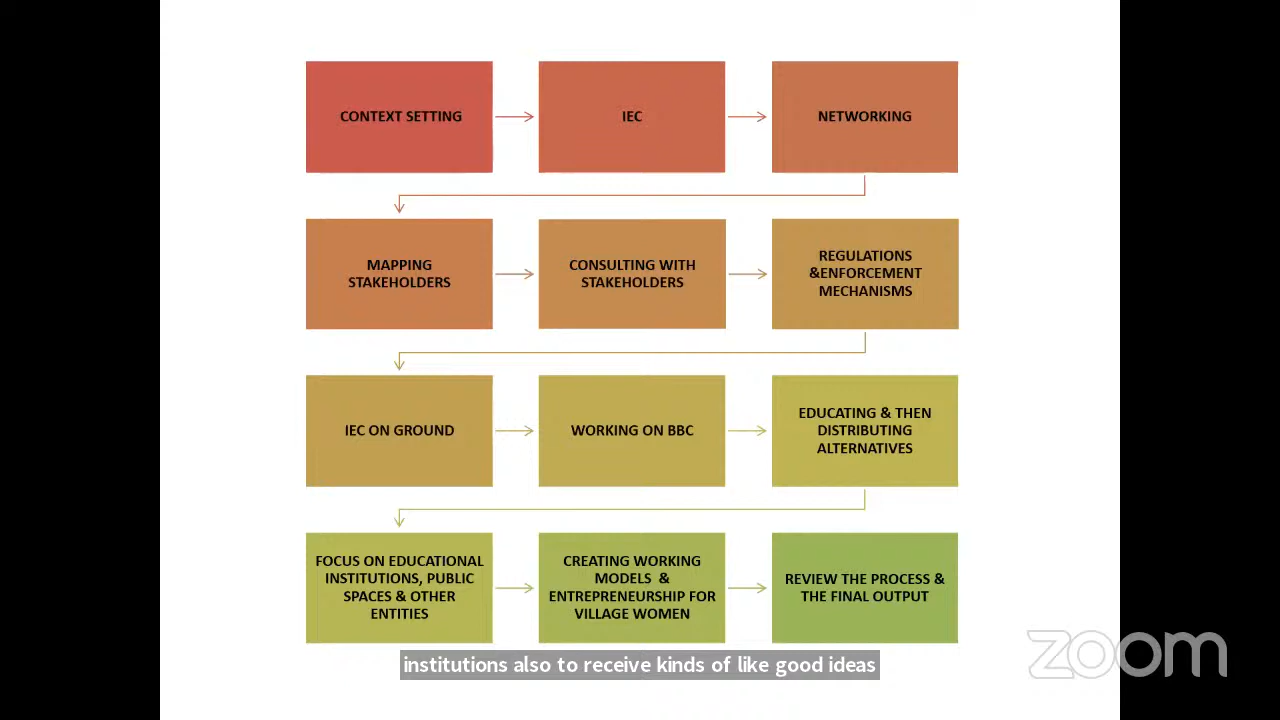 CONTEXT SETTING
IEC
NETWORKING
MAPPING
STAKEHOLDERS
CONSULTING WITH
STAKEHOLDERS
REGULATIONS
&ENFORCEMENT
MECHANISMS
IEC ON GROUND
WORKING ON BBC
EDUCATING & THEN
DISTRIBUTING
ALTERNATIVES
FOCUS ON EDUCATIONAL
INSTITUTIONS, PUBLIC
SPACES & OTHER
ENTITIES
CREATING WORKING
MODELS & 
ENTREPRENEURSHIP FOR
VILLAGE WOMEN
REVIEW THE PROCESS &
THE FINAL OUTPUT
institutions also to receive kinds of like good ideas
zoom